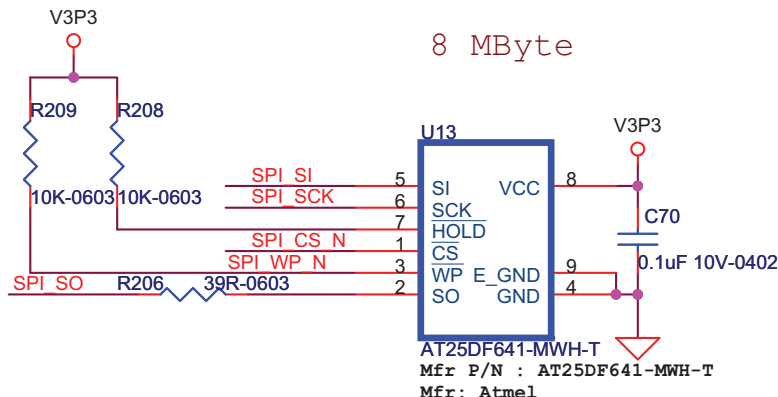 V3P3
8 MByte
R209
R208
U13
V3P3
SPI_SI
5
SI
VCC
8
10K-0603
10K-0603
SPI_SCK
6
SCK
C70
7
HOLD
SPI_CS_N
1
CS
0.1uF 10V-0402
SPI_WP_N
3
WP
E_GND
9
SPI_SO
R206
39R-0603
2
SO
GND
4
AT25DF641-MWH-T
Mfr P/N : AT25DF641-MWH-T
Mfr: Atmel